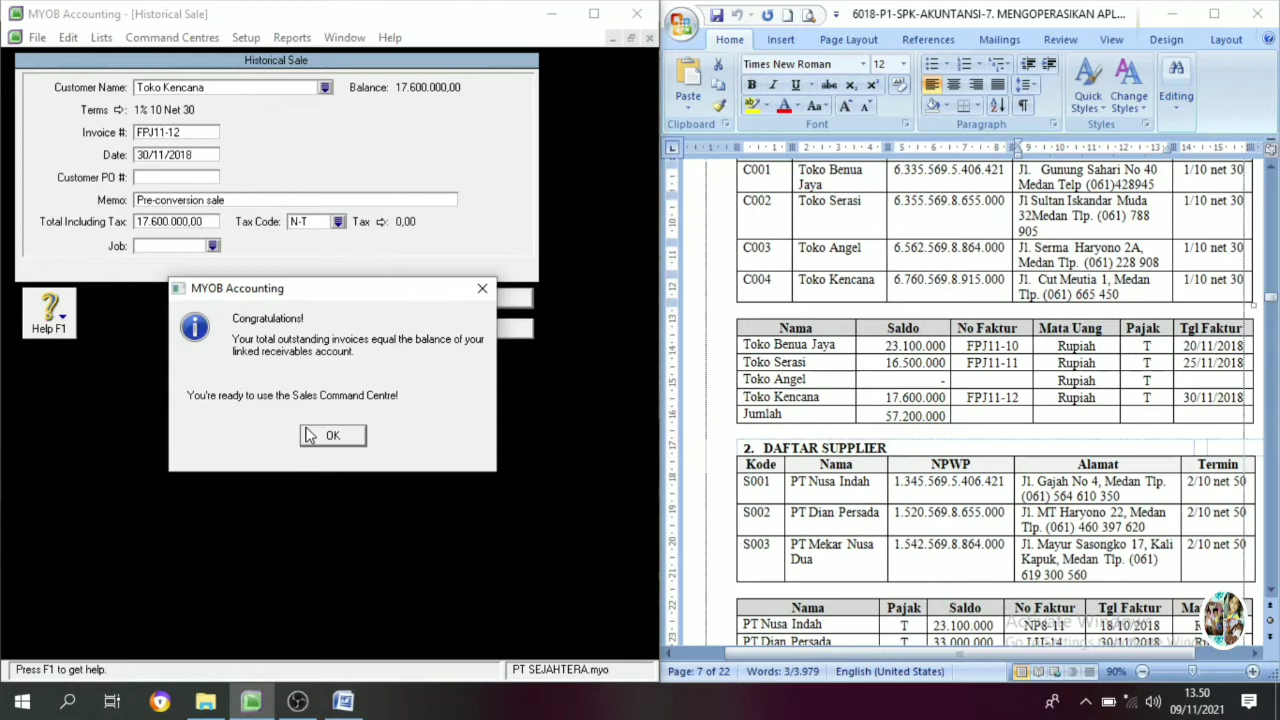 MYOB Accounting - [Historical Sale]
File Edit Lists Command Centres Setup Reports Window Help
Historical Sale
Customer Name: Toko Kencana Balance: 17.600.000,00
Terms 1% 10 Net 30
Invoice #: FPJ11-12
Date: 30/11/2018
Customer PO #:
Memo: Pre-conversion sale
Total Including Tax: 17.600.000,00 Tax Code: N-T Tax 0,00
Job:
Help F1
MYOB Accounting
Congratulations!
Your total outstanding invoices equal the balance of your
linked receivables account.
You're ready to use the Sales Command Centre!
OK
Press F1 to get help. PT SEJAHTERA.myo
6018-P1-SPK-AKUNTANSI-7. MENGOPERASIKAN APL...
Home Insert Page Layout References Mailings Review View Design Layout
Times New Roman 12
Paste Quick Styles Change Styles Editing
Clipboard Font Paragraph Styles
C001 Toko Benua Jaya 6.335.569.5.406.421 Jl. Gunung Sahari No 40 Medan Telp (061)428945 1/10 net 30
C002 Toko Serasi 6.355.569.8.655.000 Jl Sultan Iskandar Muda 32Medan Tlp. (061) 788 905 1/10 net 30
C003 Toko Angel 6.562.569.8.864.000 Jl. Serma Haryono 2A, Medan Tlp. (061) 228 908 1/10 net 30
C004 Toko Kencana 6.760.569.8.915.000 Jl. Cut Meutia 1, Medan Tlp. (061) 665 450 1/10 net 30
Nama Saldo No Faktur Mata Uang Pajak Tgl Faktur
Toko Benua Jaya 23.100.000 FPJ11-10 Rupiah T 20/11/2018
Toko Serasi 16.500.000 FPJ11-11 Rupiah T 25/11/2018
Toko Angel - Rupiah T
Toko Kencana 17.600.000 FPJ11-12 Rupiah T 30/11/2018
Jumlah 57.200.000
2. DAFTAR SUPPLIER
Kode Nama NPWP Alamat Termin
S001 PT Nusa Indah 1.345.569.5.406.421 Jl. Gajah No 4, Medan Tlp. (061) 564 610 350 2/10 net 50
S002 PT Dian Persada 1.520.569.8.655.000 Jl. MT Haryono 22, Medan Tlp. (061) 460 397 620 2/10 net 50
S003 PT Mekar Nusa Dua 1.542.569.8.864.000 Jl. Mayur Sasongko 17, Kali Kapuk, Medan Tlp. (061) 619 300 560 2/10 net 50
Nama Pajak Saldo No Faktur Tgl Faktur
PT Nusa Indah T 23.100.000 NP8-11 18/10/2018
PT Dian Persada T 33.000.000 30/11/2018
Activate Windows
Page: 7 of 22 Words: 3/3.979 English (United States) 90%
13.50
09/11/2021